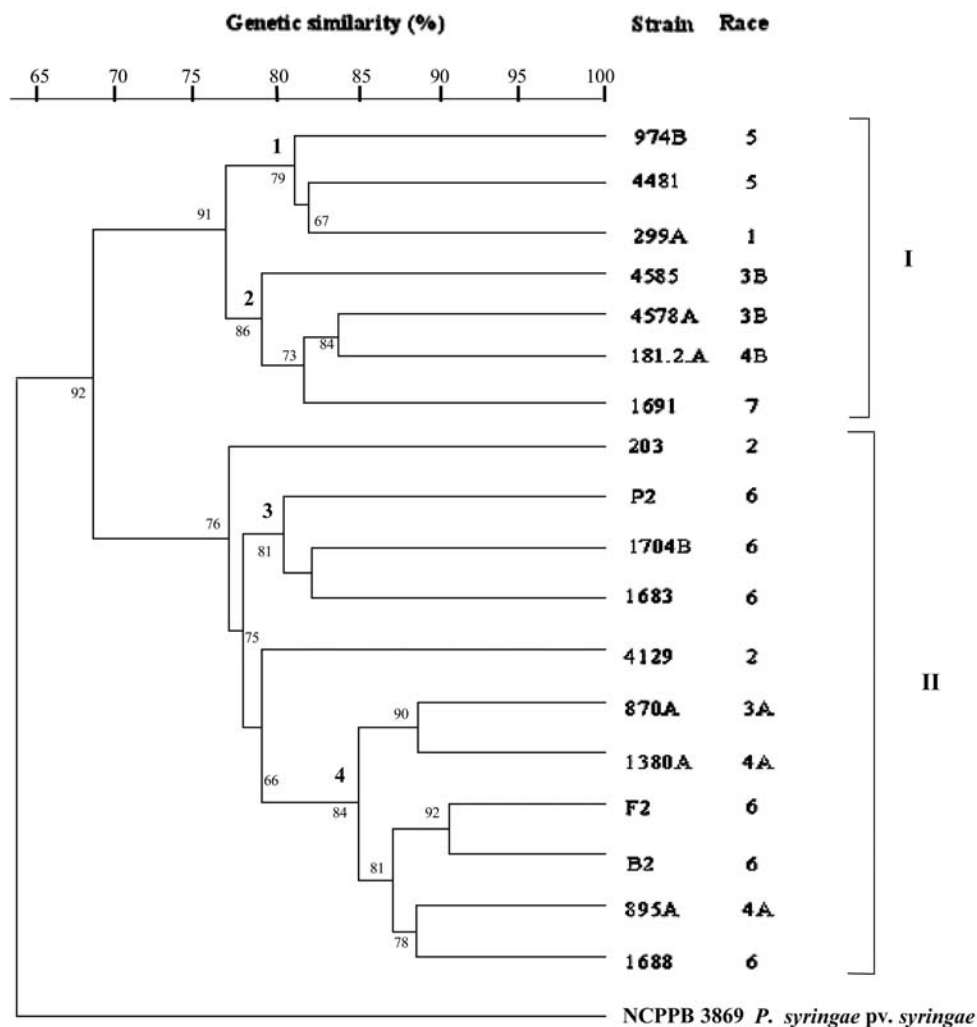 Genetic similarity (%) Strain Race
65 70 75 80 85 90 95 100
974B 5
1
79
4481 5
67
91
299A 1
I
4585 3B
2
86
4578A 3B
84
73
181.2A 4B
92
1691 7
203 2
P2 6
3
76
81
1704B 6
1683 6
75
4129 2
II
870A 3A
90
1380A 4A
4
66
84
F2 6
92
B2 6
81
895A 4A
78
1688 6
NCPPB 3869 P. syringae pv. syringae